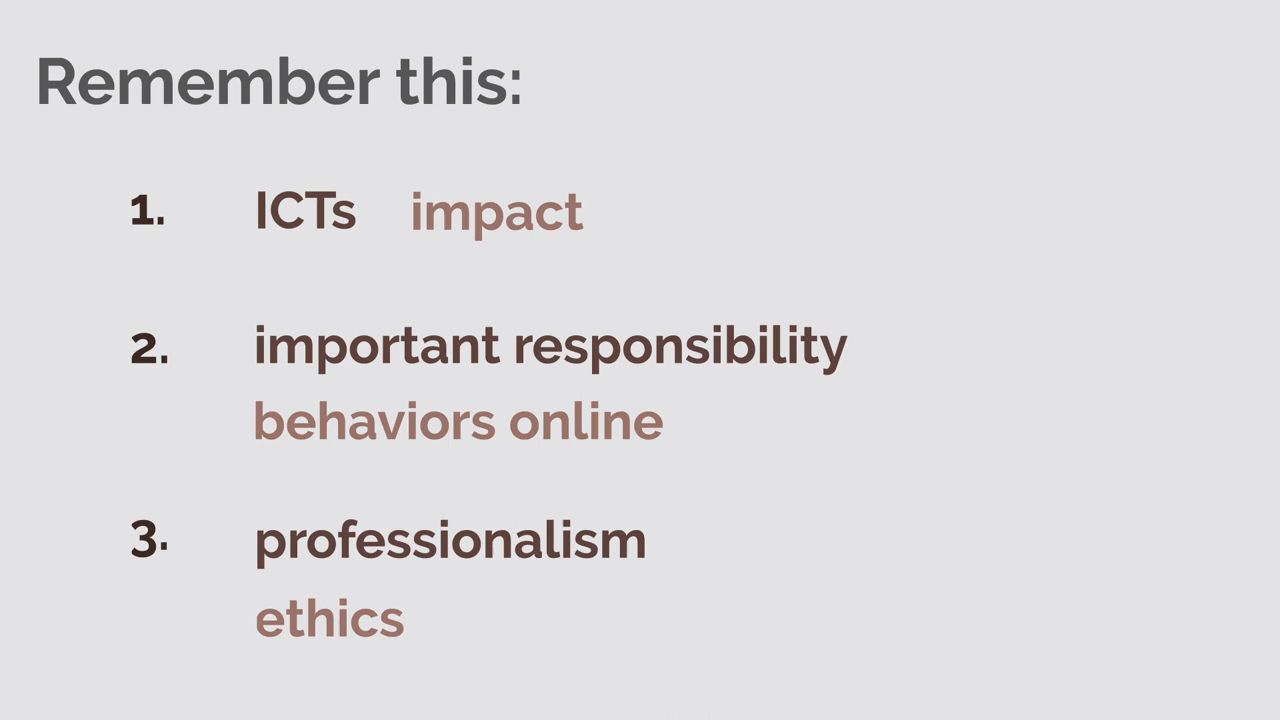 Remember this:
1. ICTs impact
2. important responsibility
behaviors online
3. professionalism
ethics